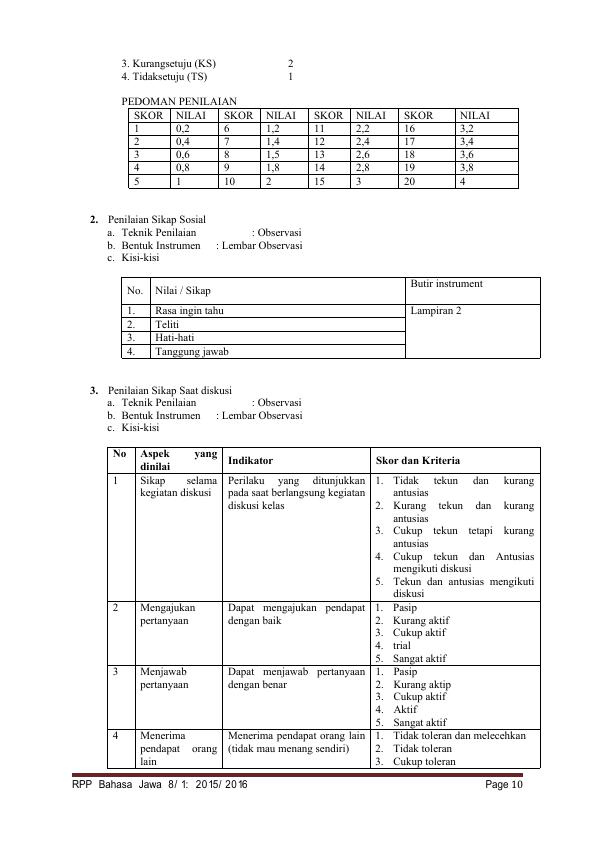 3. Kurangsetuju (KS) 2
4. Tidaksetuju (TS) 1
PEDOMAN PENILAIAN
SKOR NILAI SKOR NILAI SKOR NILAI SKOR NILAI
1 0,2 6 1,2 11 2,2 16 3,2
2 0,4 7 1,4 12 2,4 17 3,4
3 0,6 8 1,5 13 2,6 18 3,6
4 0,8 9 1,8 14 2,8 19 3,8
5 1 10 2 15 3 20 4
2. Penilaian Sikap Sosial
a. Teknik Penilaian : Observasi
b. Bentuk Instrumen : Lembar Observasi
c. Kisi-kisi
No. Nilai / Sikap Butir instrument
1. Rasa ingin tahu Lampiran 2
2. Teliti
3. Hati-hati
4. Tanggung jawab
3. Penilaian Sikap Saat diskusi
a. Teknik Penilaian : Observasi
b. Bentuk Instrumen : Lembar Observasi
c. Kisi-kisi
No Aspek yang dinilai Indikator Skor dan Kriteria
1 Sikap selama kegiatan diskusi
Perilaku yang ditunjukkan
pada saat berlangsung kegiatan
diskusi kelas
1. Tidak tekun dan kurang
antusias
2. Kurang tekun dan kurang
antusias
3. Cukup tekun tetapi kurang
antusias
4. Cukup tekun dan Antusias
mengikuti diskusi
5. Tekun dan antusias mengikuti
diskusi
2 Mengajukan
pertanyaan
Dapat mengajukan pendapat
dengan baik
1. Pasip
2. Kurang aktif
3. Cukup aktif
4. trial
5. Sangat aktif
3 Menjawab
pertanyaan
Dapat menjawab pertanyaan
dengan benar
1. Pasip
2. Kurang aktip
3. Cukup aktif
4. Aktif
5. Sangat aktif
4 Menerima
pendapat orang
lain
Menerima pendapat orang lain
(tidak mau menang sendiri)
1. Tidak toleran dan melecehkan
2. Tidak toleran
3. Cukup toleran
RPP Bahasa Jawa 8/ 1: 2015/ 2016 Page 10